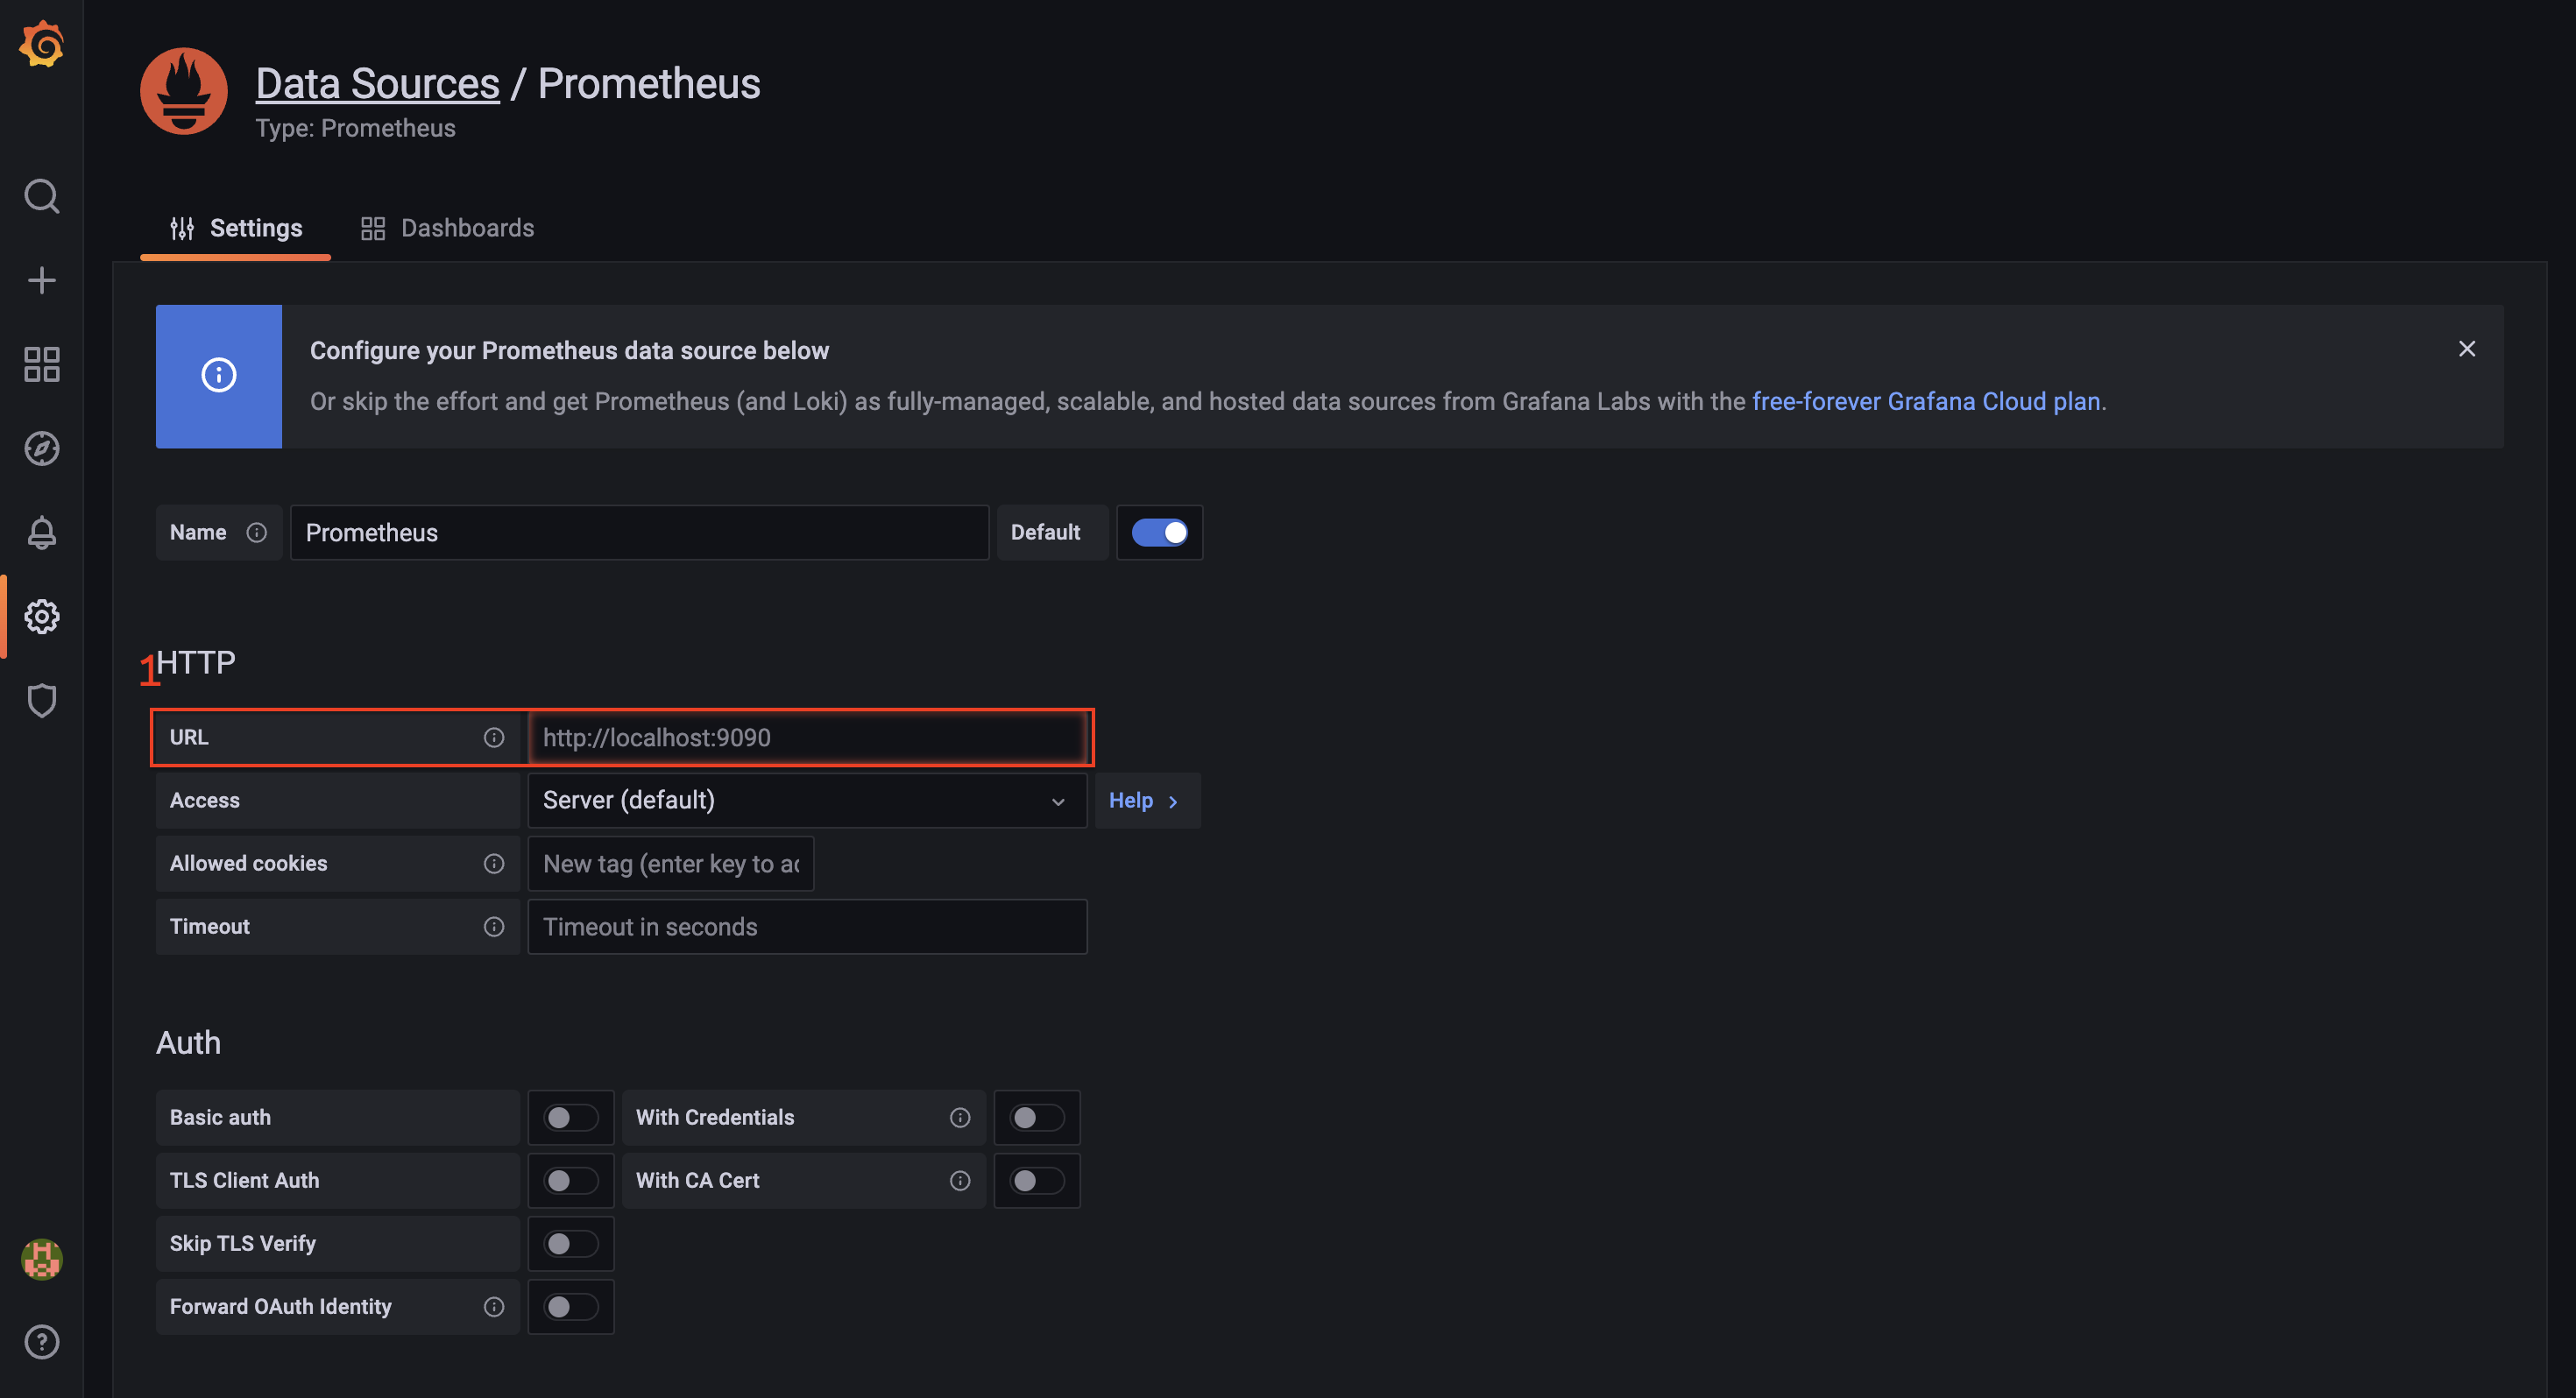 Data Sources / Prometheus
Type: Prometheus
Settings
Dashboards
Configure your Prometheus data source below
Or skip the effort and get Prometheus (and Loki) as fully-managed, scalable, and hosted data sources from Grafana Labs with the free-forever Grafana Cloud plan.
Name
Prometheus
Default
1
HTTP
URL
http://localhost:9090
Access
Server (default)
Help
Allowed cookies
New tag (enter key to ac
Timeout
Timeout in seconds
Auth
Basic auth
With Credentials
TLS Client Auth
With CA Cert
Skip TLS Verify
Forward OAuth Identity